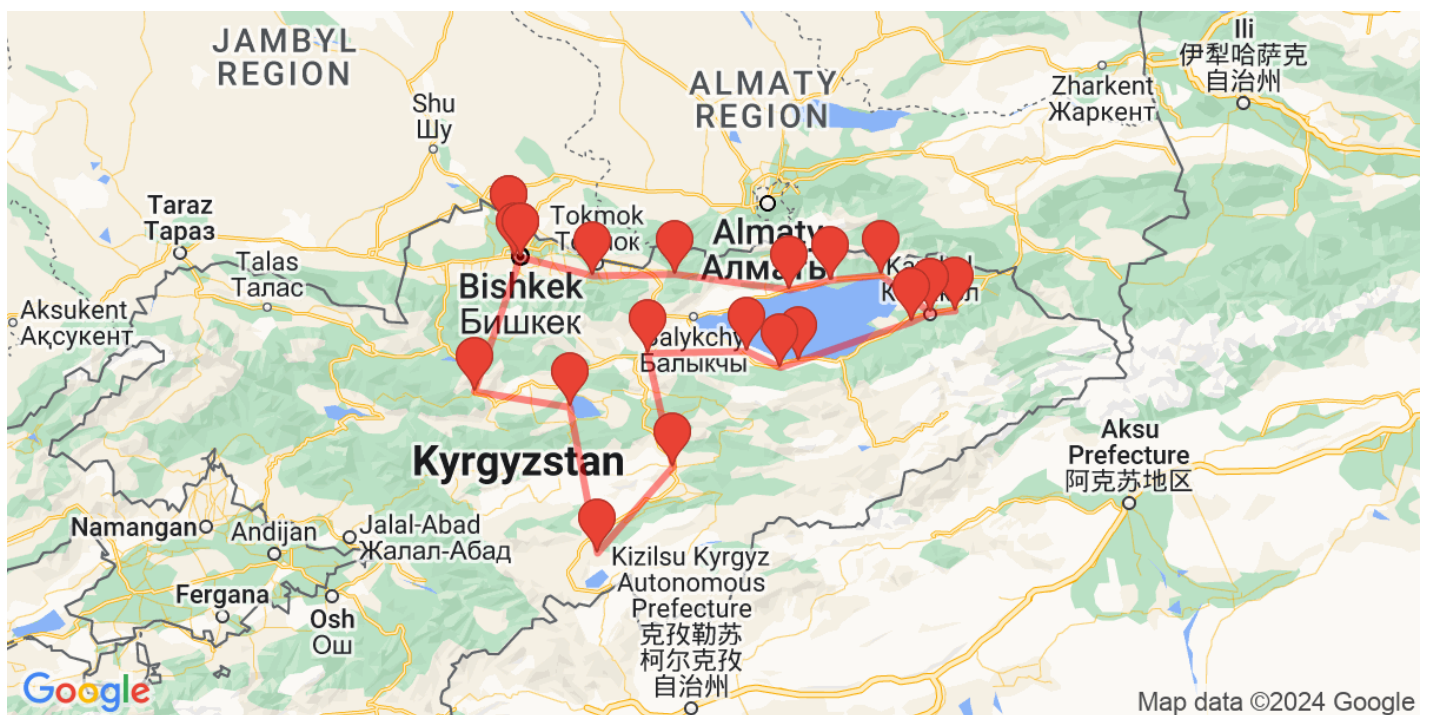 JAMBYL
REGION
ALMATY
REGION
Ili
伊犁哈萨克
自治州
Zharkent
Жаркент
Shu
Шу
Taraz
Тараз
Talas
Талас
Tokmok
Almaty
Алматы
Bishkek
Бишкек
Aksukent
Ақсукент
Balykchy
Балыкчы
Kyrgyzstan
Aksu
Prefecture
阿克苏地区
Namangan
Andijan
Jalal-Abad
Жалал-Абад
Kizilsu Kyrgyz
Autonomous
Prefecture
克孜勒苏
柯尔克孜
自治州
Fergana
Osh
Ош
Google
Map data ©2024 Google